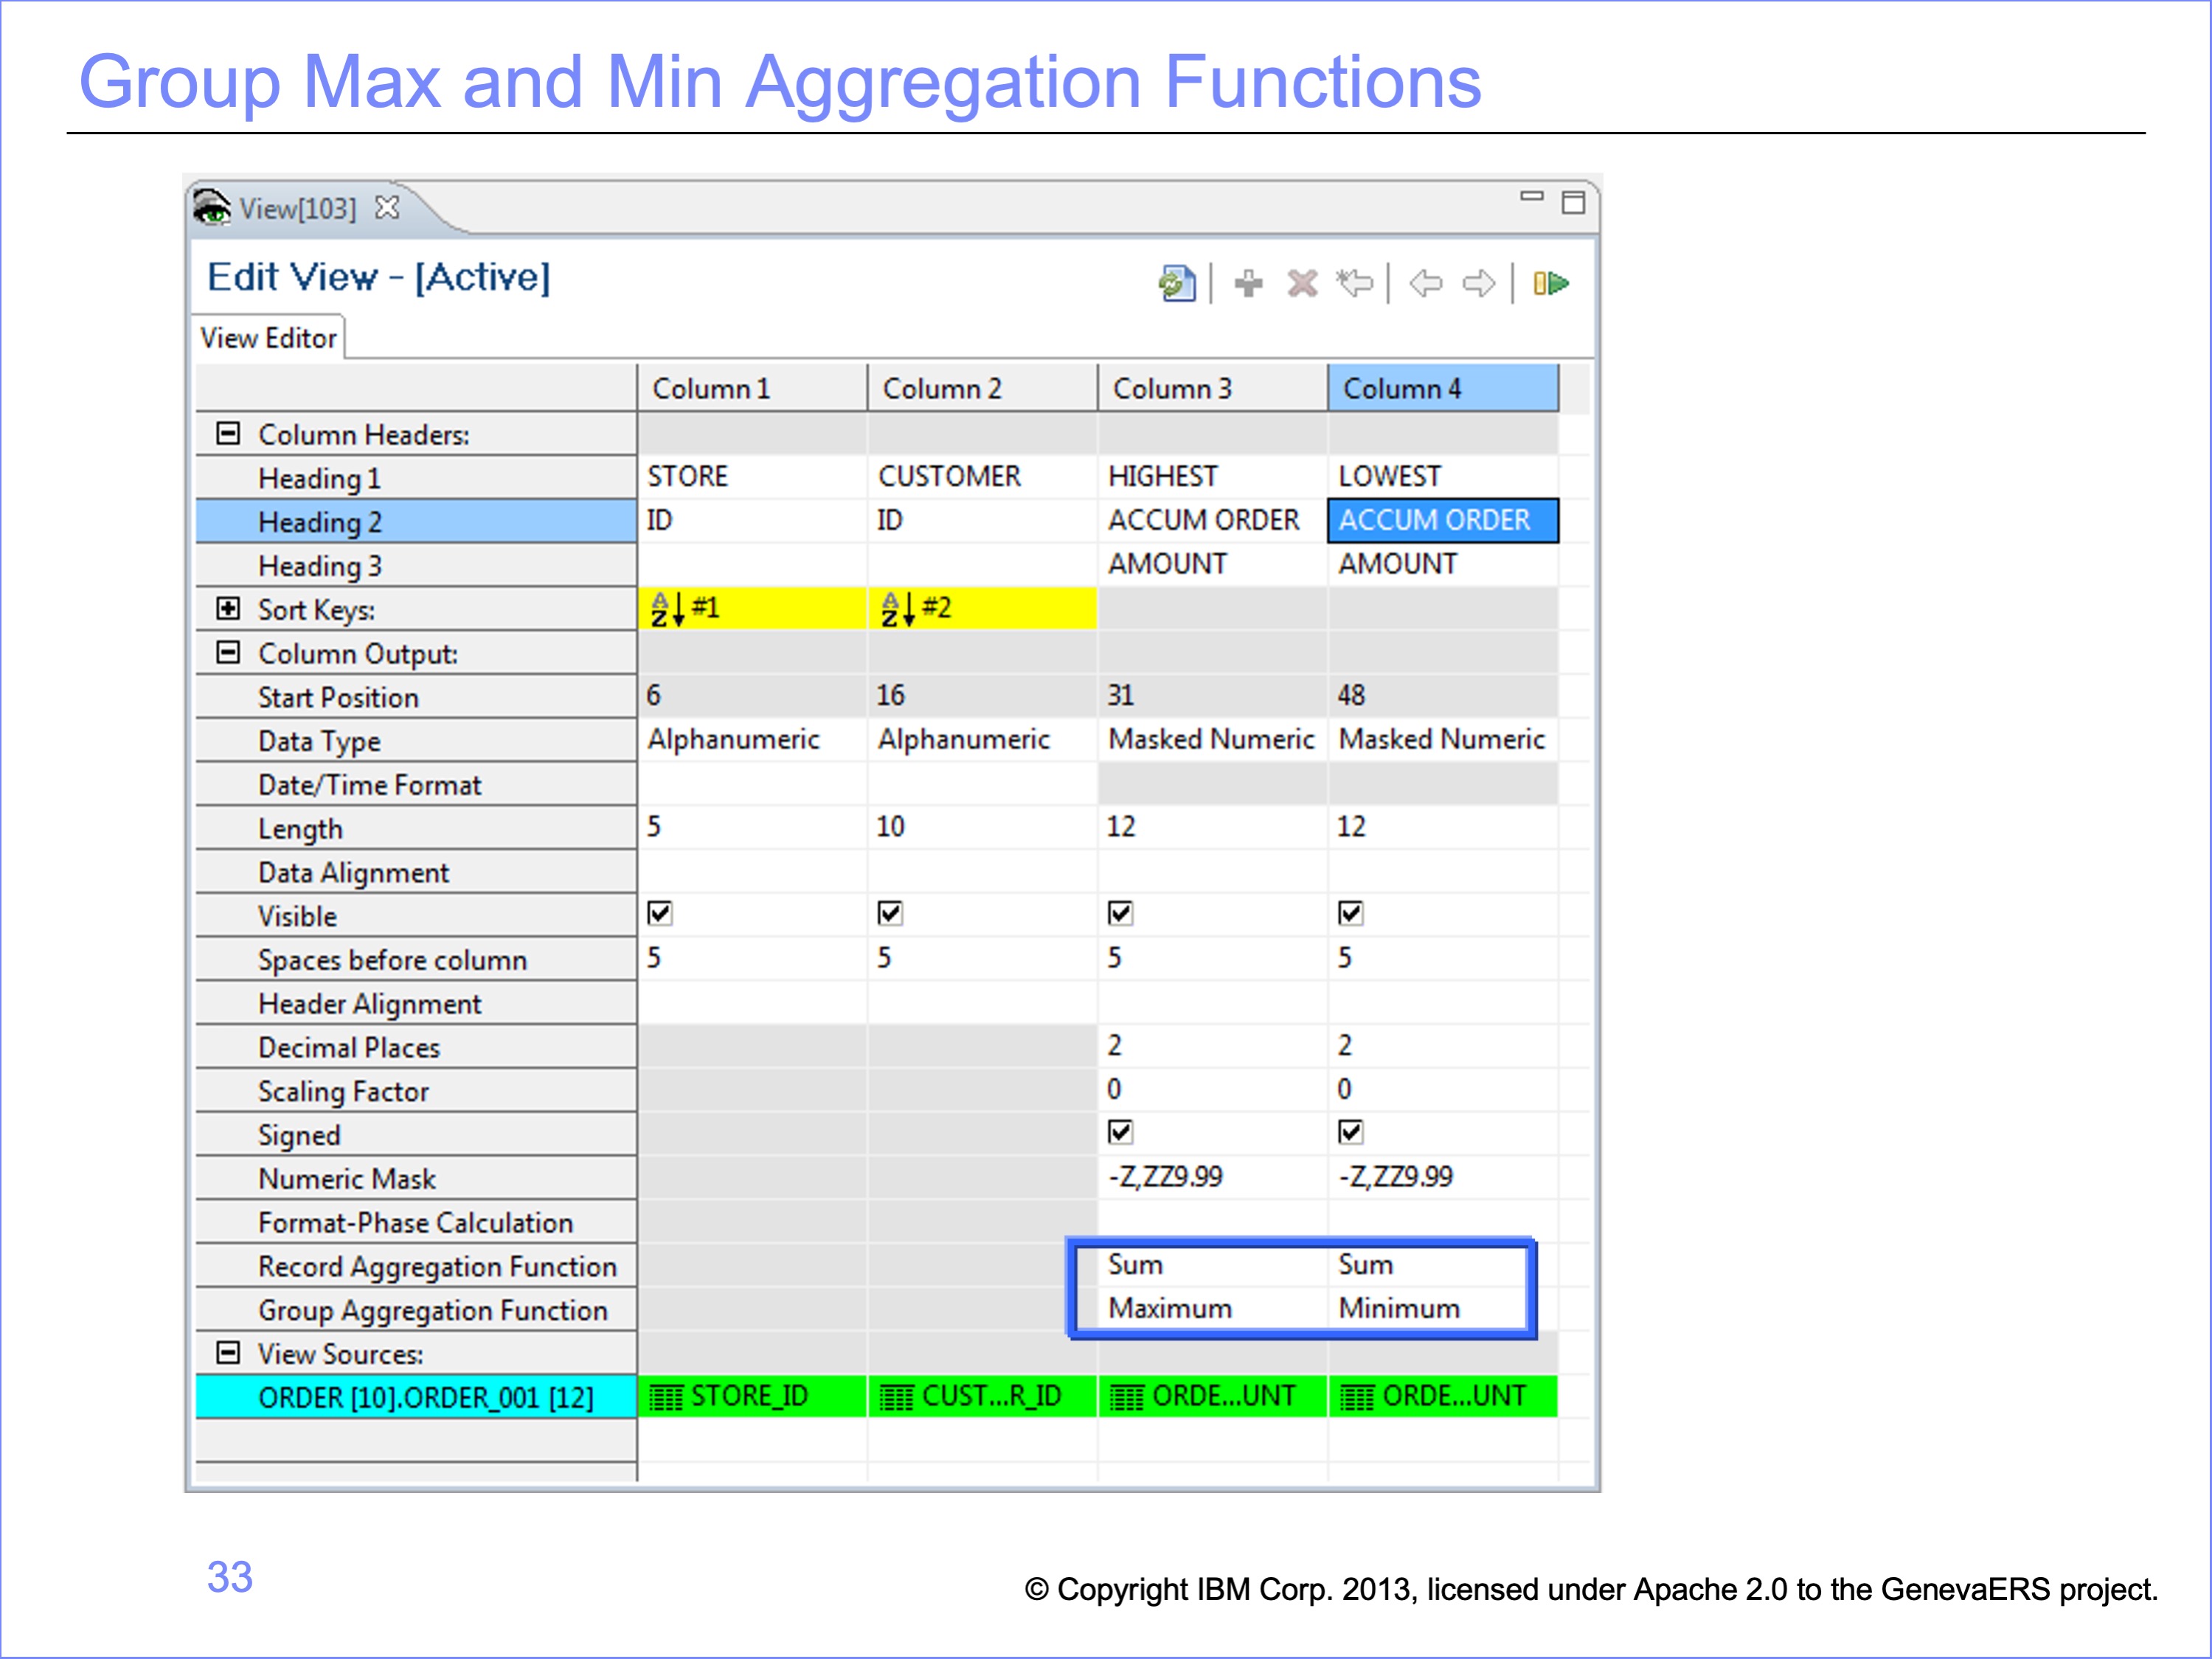 Group Max and Min Aggregation Functions
View[103]
Edit View - [Active]
View Editor
Column 1 Column 2 Column 3 Column 4
Column Headers:
Heading 1 STORE CUSTOMER HIGHEST LOWEST
Heading 2 ID ID ACCUM ORDER ACCUM ORDER
Heading 3 AMOUNT AMOUNT
Sort Keys: #1 #2
Column Output:
Start Position 6 16 31 48
Data Type Alphanumeric Alphanumeric Masked Numeric Masked Numeric
Date/Time Format
Length 5 10 12 12
Data Alignment
Visible
Spaces before column 5 5 5 5
Header Alignment
Decimal Places 2 2
Scaling Factor 0 0
Signed
Numeric Mask -Z,ZZ9.99 -Z,ZZ9.99
Format-Phase Calculation
Record Aggregation Function Sum Sum
Group Aggregation Function Maximum Minimum
View Sources:
ORDER [10].ORDER_001 [12] STORE_ID CUST...R_ID ORDE...UNT ORDE...UNT
33
© Copyright IBM Corp. 2013, licensed under Apache 2.0 to the GenevaERS project.